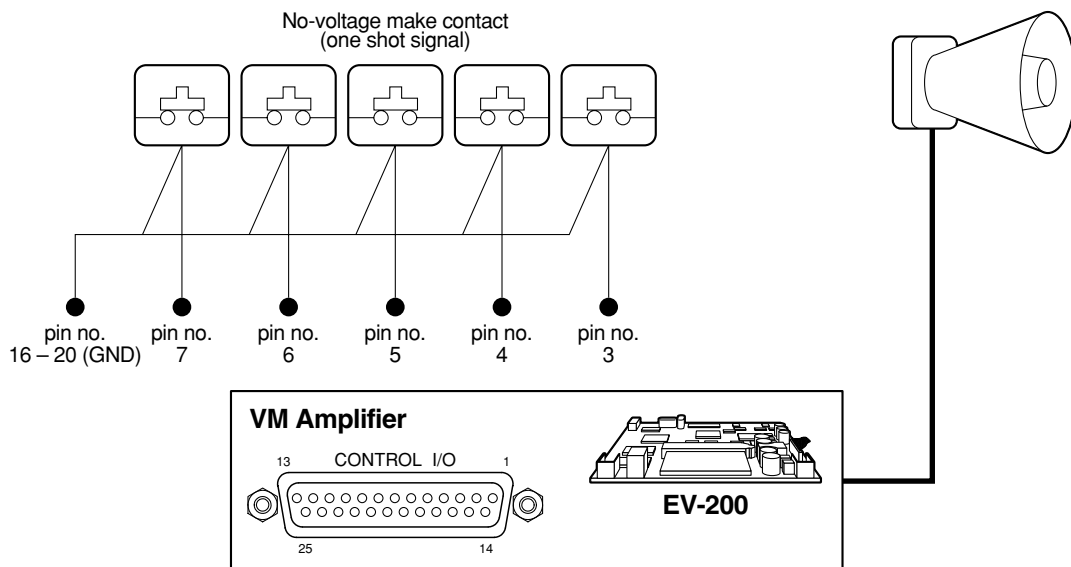 No-voltage make contact
(one shot signal)
pin no.
16 – 20 (GND)
pin no.
7
pin no.
6
pin no.
5
pin no.
4
pin no.
3
VM Amplifier
13 CONTROL I/O 1
25 14
EV-200